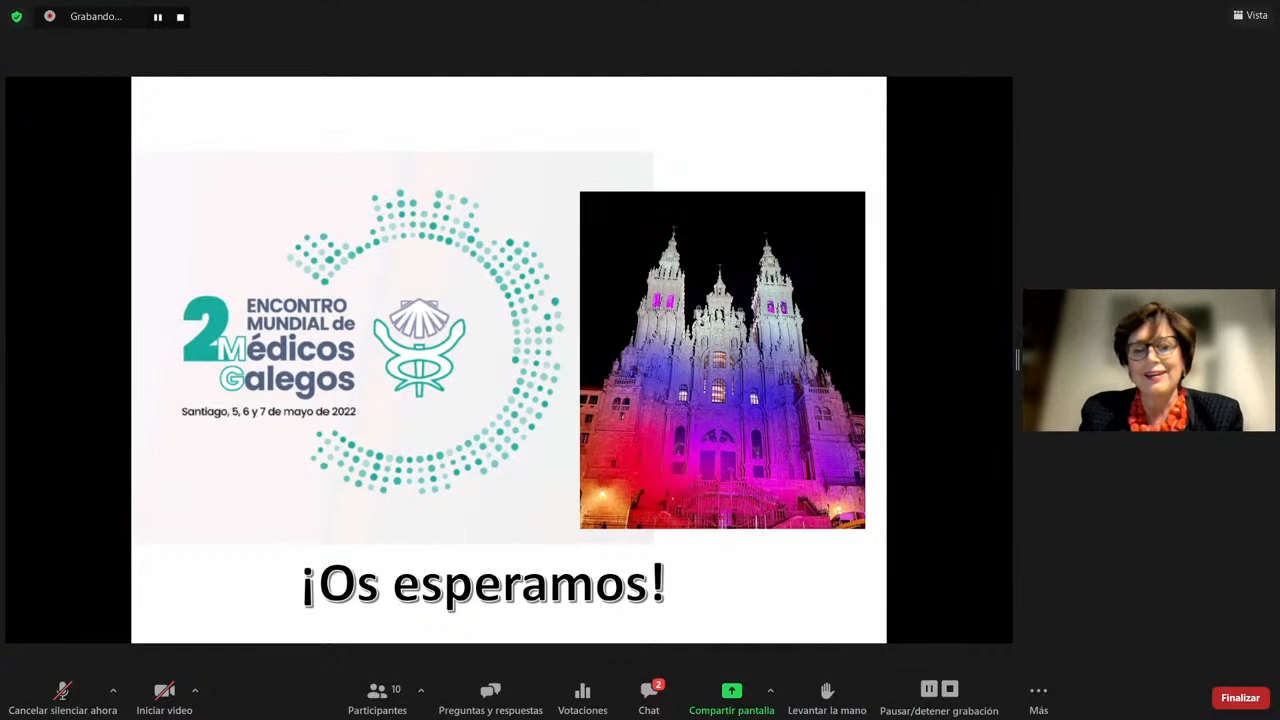 Grabando...
Vista
2 ENCONTRO
MUNDIAL de
Médicos
Galegos
Santiago, 5, 6 y 7 de mayo de 2022
¡Os esperamos!
Cancelar silenciar ahora
Iniciar video
10
Participantes
Preguntas y respuestas
Votaciones
2
Chat
Compartir pantalla
Levantar la mano
Pausar/detener grabación
Más
Finalizar